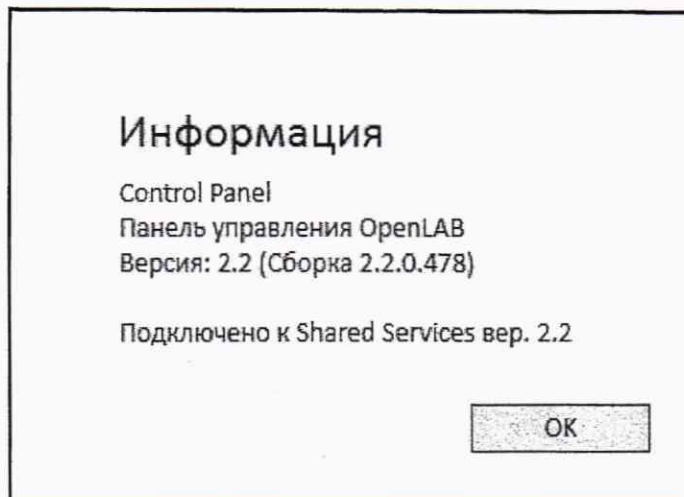 Информация
Control Panel
Панель управления OpenLAB
Версия: 2.2 (Сборка 2.2.0.478)
Подключено к Shared Services вер. 2.2
OK